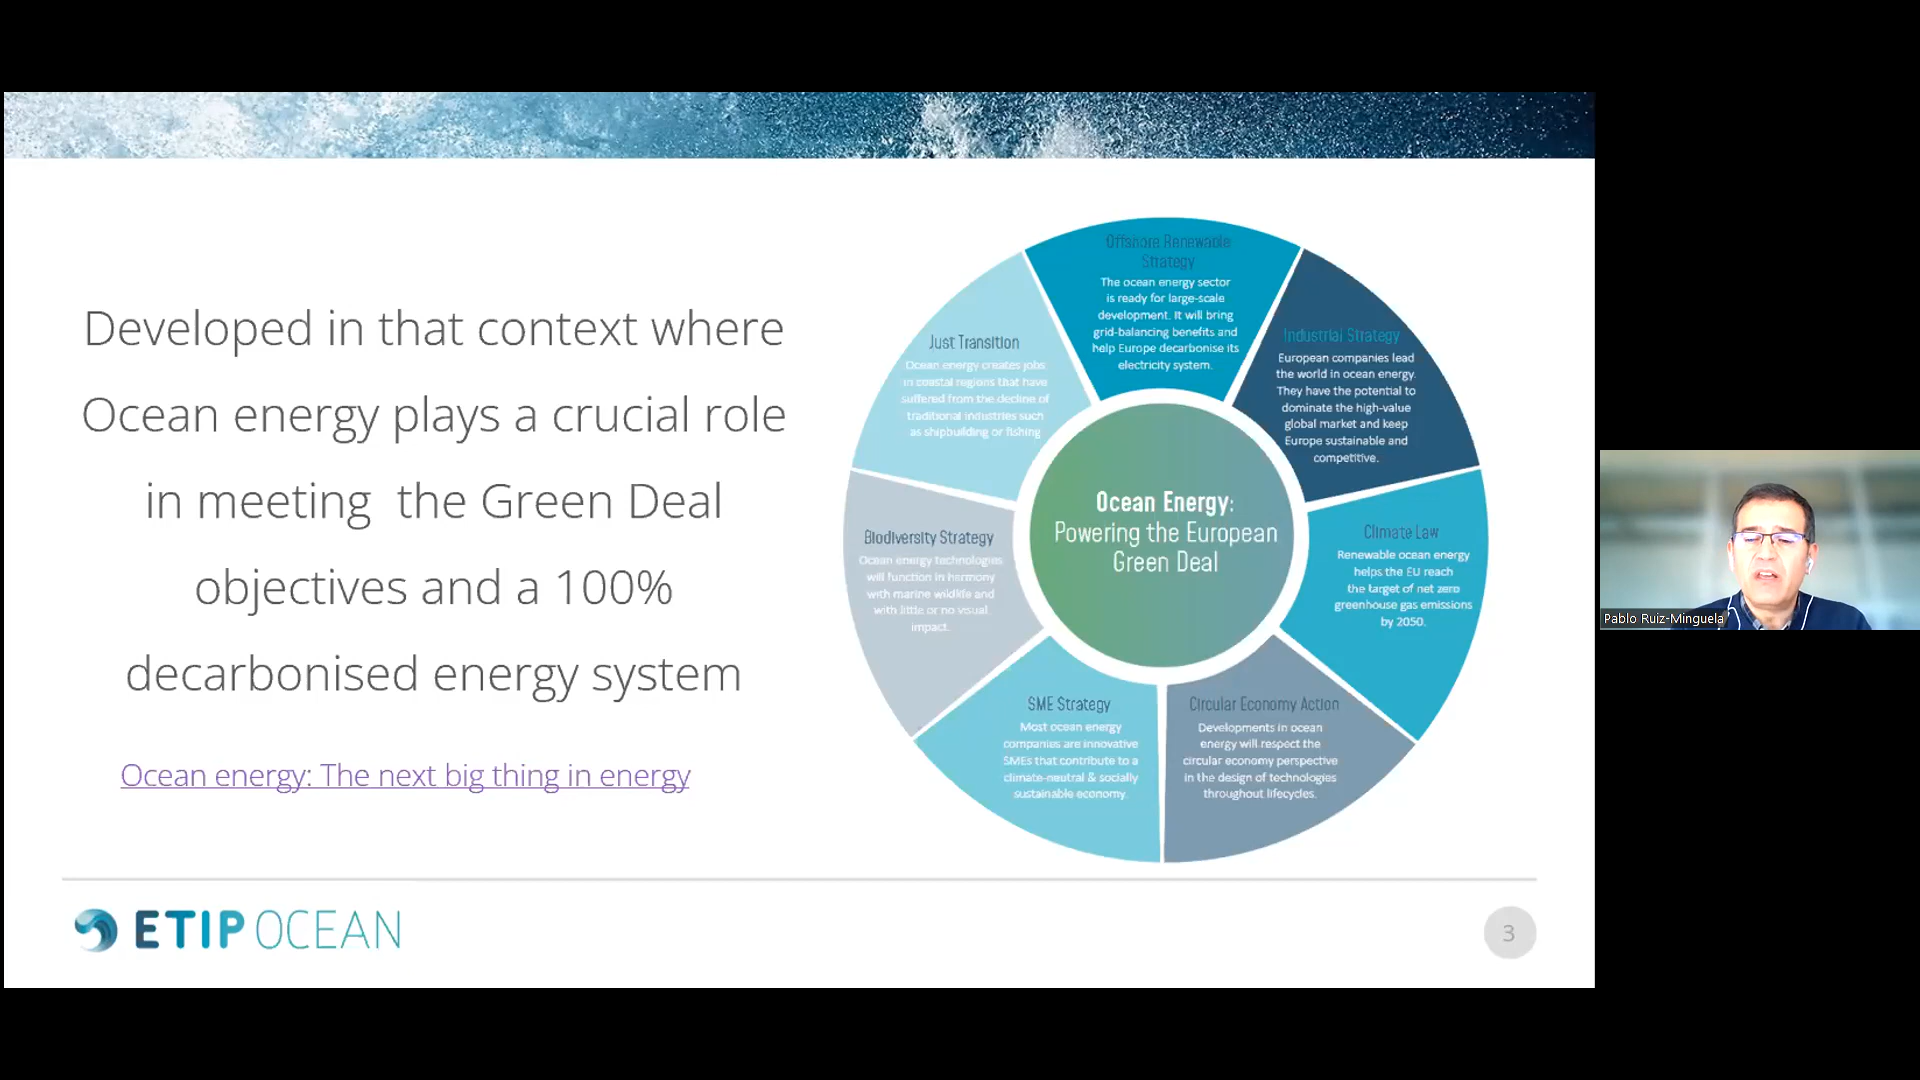 Developed in that context where
Ocean energy plays a crucial role
in meeting  the Green Deal
objectives and a 100%
decarbonised energy system
Ocean energy: The next big thing in energy
Offshore Renewable
Strategy
The ocean energy sector
is ready for large-scale
development. It will bring
grid-balancing benefits and
help Europe decarbonise its
electricity system.
Industrial Strategy
European companies lead
the world in ocean energy.
They have the potential to
dominate the high-value
global market and keep
Europe sustainable and
competitive.
Climate Law
Renewable ocean energy
helps the EU reach
the target of net zero
greenhouse gas emissions
by 2050.
Circular Economy Action
Developments in ocean
energy will respect the
circular economy perspective
in the design of technologies
throughout lifecycles.
SME Strategy
Most ocean energy
companies are innovative
SMEs that contribute to a
climate-neutral & socially
sustainable economy.
Biodiversity Strategy
Ocean energy technologies
will function in harmony
with marine wildlife and
with little or no visual
impact.
Just Transition
Ocean energy creates jobs
in coastal regions that have
suffered from the decline of
traditional industries such
as shipbuilding or fishing
Ocean Energy:
Powering the European
Green Deal
ETIP OCEAN
3
Pablo Ruiz-Minguela